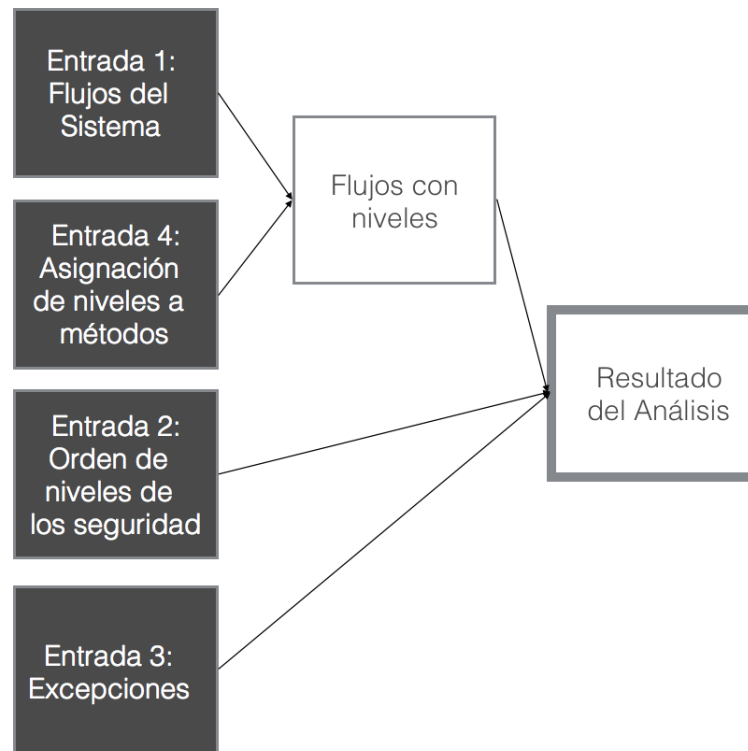 Entrada 1:
Flujos del
Sistema
Entrada 4:
Asignación
de niveles a
métodos
Flujos con
niveles
Entrada 2:
Orden de
niveles de
los seguridad
Resultado
del Análisis
Entrada 3:
Excepciones